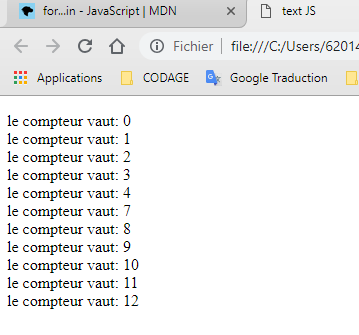 for...in - JavaScript | MDN
text JS
Fichier
file:///C:/Users/62014
Applications
CODAGE
Google Traduction
le compteur vaut: 0
le compteur vaut: 1
le compteur vaut: 2
le compteur vaut: 3
le compteur vaut: 4
le compteur vaut: 7
le compteur vaut: 8
le compteur vaut: 9
le compteur vaut: 10
le compteur vaut: 11
le compteur vaut: 12